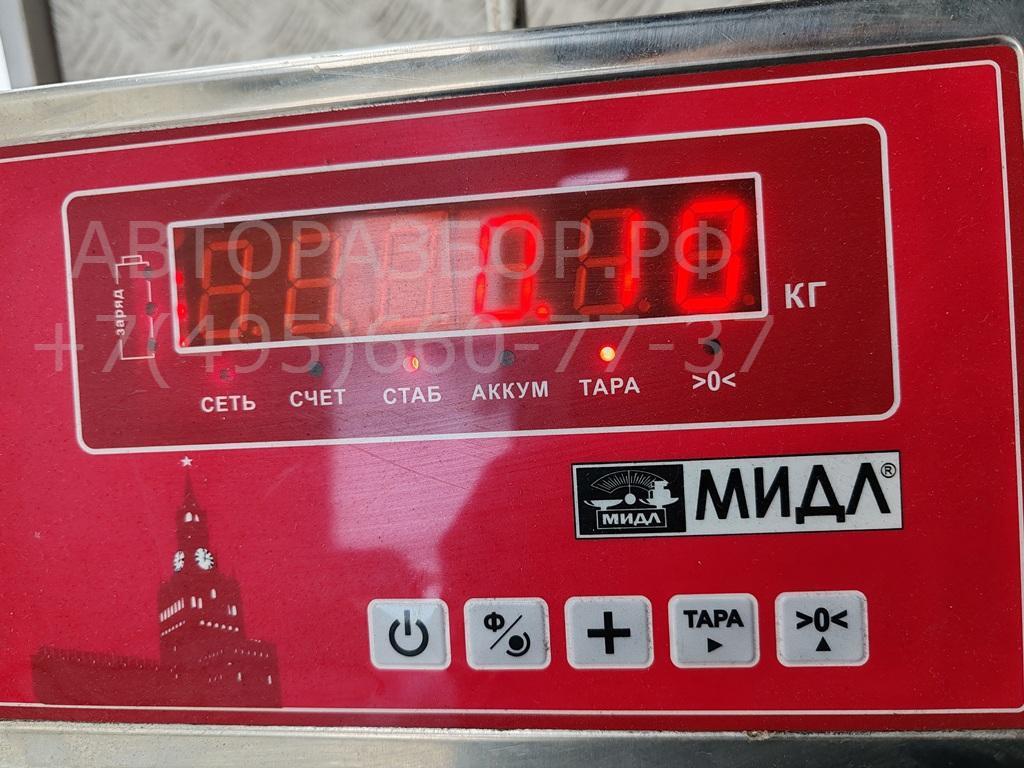 АВТОРАЗБОР.РФ
0.10
КГ
заряд
+7(495)660-77-37
СЕТЬ СЧЕТ СТАБ АККУМ ТАРА >0<
МИДЛ МИДЛ®
Ф ТАРА >0<